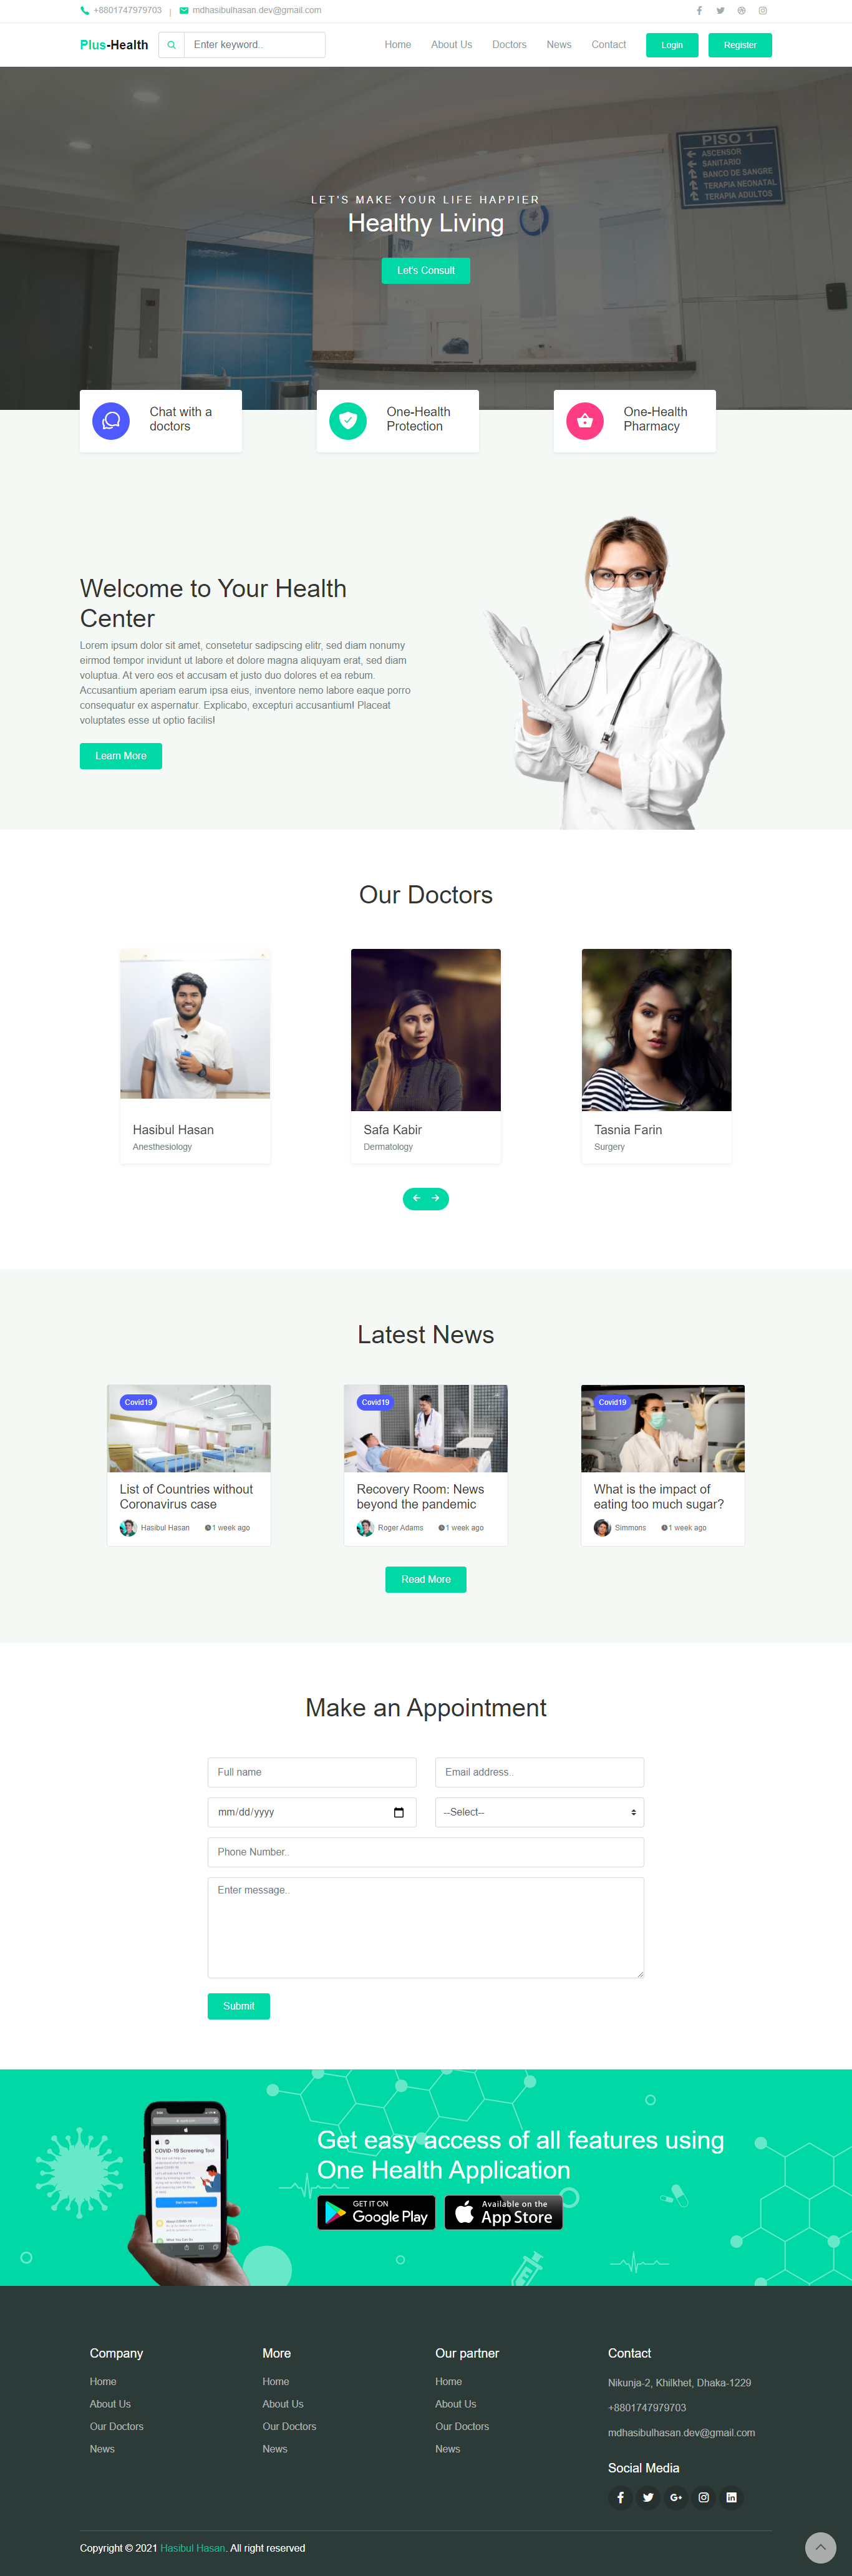 +8801747979703 | mdhasibulhasan.dev@gmail.com
Plus-Health
Enter keyword..
Home
About Us
Doctors
News
Contact
Login
Register
PISO 1
ASCENSOR
SANITARIO
BANCO DE SANGRE
TERAPIA NEONATAL
TERAPIA ADULTOS
LET'S MAKE YOUR LIFE HAPPIER
Healthy Living
Let's Consult
Chat with a
doctors
One-Health
Protection
One-Health
Pharmacy
Welcome to Your Health
Center
Lorem ipsum dolor sit amet, consetetur sadipscing elitr, sed diam nonumy
eirmod tempor invidunt ut labore et dolore magna aliquyam erat, sed diam
voluptua. At vero eos et accusam et justo duo dolores et ea rebum.
Accusantium aperiam earum ipsa eius, inventore nemo labore eaque porro
consequatur ex aspernatur. Explicabo, excepturi accusantium! Placeat
voluptates esse ut optio facilis!
Learn More
Our Doctors
Hasibul Hasan
Anesthesiology
Safa Kabir
Dermatology
Tasnia Farin
Surgery
Latest News
Covid19
List of Countries without
Coronavirus case
Hasibul Hasan
1 week ago
Covid19
Recovery Room: News
beyond the pandemic
Roger Adams
1 week ago
Covid19
What is the impact of
eating too much sugar?
Simmons
1 week ago
Read More
Make an Appointment
Full name
Email address..
mm/dd/yyyy
--Select--
Phone Number..
Enter message..
Submit
COVID-19 Screening Tool
Get easy access of all features using
One Health Application
GET IT ON
Google Play
Available on the
App Store
Company
Home
About Us
Our Doctors
News
More
Home
About Us
Our Doctors
News
Our partner
Home
About Us
Our Doctors
News
Contact
Nikunja-2, Khilkhet, Dhaka-1229
+8801747979703
mdhasibulhasan.dev@gmail.com
Social Media
Copyright © 2021 Hasibul Hasan. All right reserved